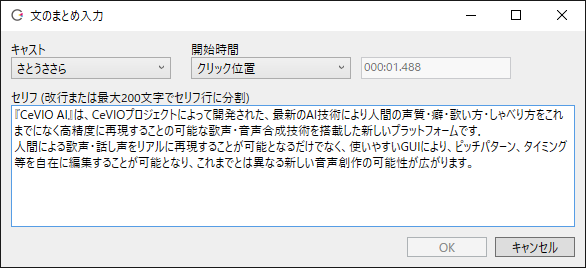 文のまとめ入力
キャスト
開始時間
さとうささら
クリック位置
000:01.488
セリフ (改行または最大200文字でセリフ行に分割)
『CeVIO AI』は、CeVIOプロジェクトによって開発された、最新のAI技術により人間の声質・癖・歌い方・しゃべり方をこれ
までになく高精度に再現することの可能な歌声・音声合成技術を搭載した新しいプラットフォームです.
人間による歌声・話し声をリアルに再現することが可能となるだけでなく、使いやすいGUIにより、ピッチパターン、タイミング
等を自在に編集することが可能となり、これまでとは異なる新しい音声創作の可能性が広がります。
OK
キャンセル